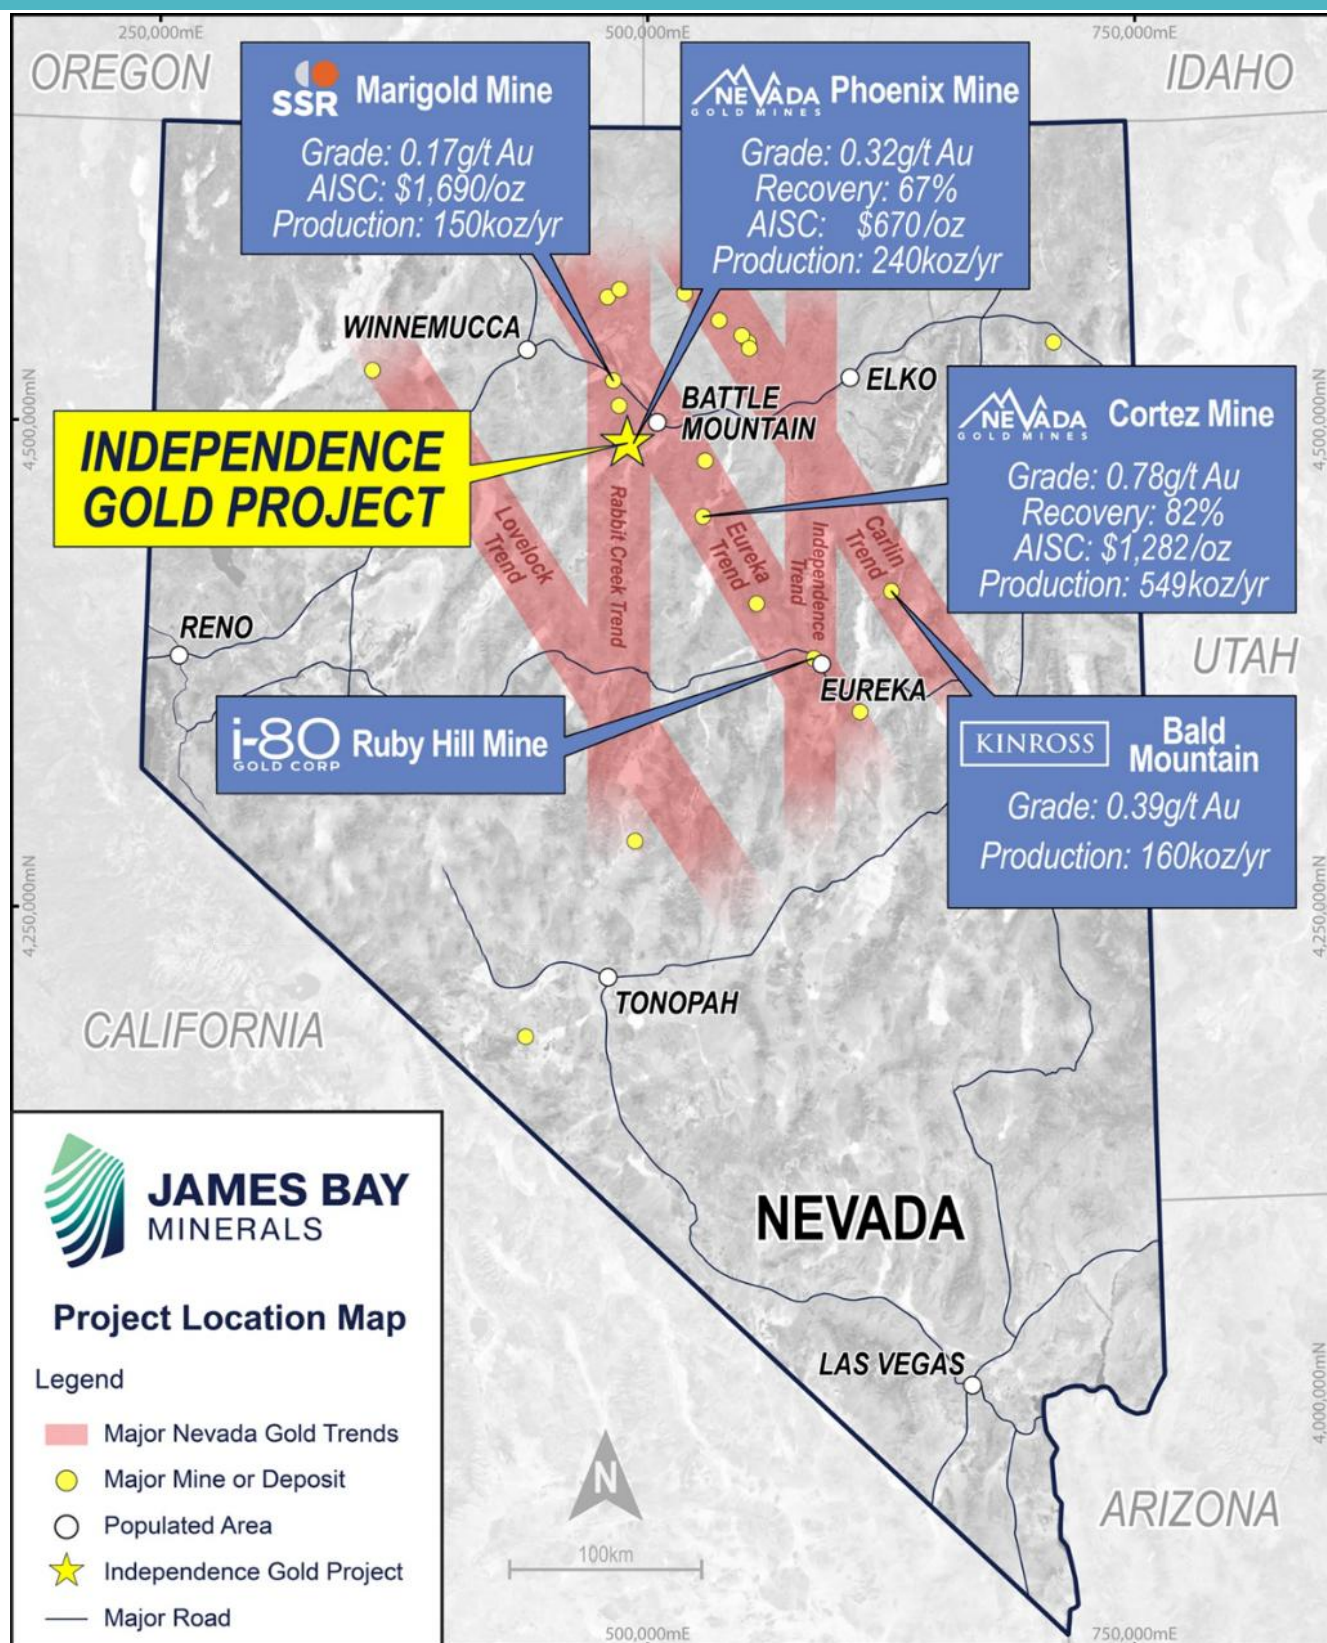 250,000mE
500,000mE
750,000mE
OREGON
IDAHO
SSR
Marigold Mine
Grade: 0.17g/t Au
AISC: $1,690/oz
Production: 150koz/yr
NEVADA
GOLD MINES
Phoenix Mine
Grade: 0.32g/t Au
Recovery: 67%
AISC: $670/oz
Production: 240koz/yr
WINNEMUCCA
ELKO
BATTLE
MOUNTAIN
4,500,000mN
4,500,000mN
INDEPENDENCE
GOLD PROJECT
NEVADA
GOLD MINES
Cortez Mine
Grade: 0.78g/t Au
Recovery: 82%
AISC: $1,282/oz
Production: 549koz/yr
Lovelock
Trend
Rabbit Creek Trend
Eureka
Trend
Independence
Trend
Carlin
Trend
RENO
UTAH
EUREKA
i-80
GOLD CORP
Ruby Hill Mine
KINROSS
Bald
Mountain
Grade: 0.39g/t Au
Production: 160koz/yr
4,250,000mN
4,250,000mN
TONOPAH
CALIFORNIA
NEVADA
JAMES BAY
MINERALS
Project Location Map
Legend
Major Nevada Gold Trends
Major Mine or Deposit
Populated Area
Independence Gold Project
Major Road
LAS VEGAS
4,000,000mN
N
100km
ARIZONA
500,000mE
750,000mE